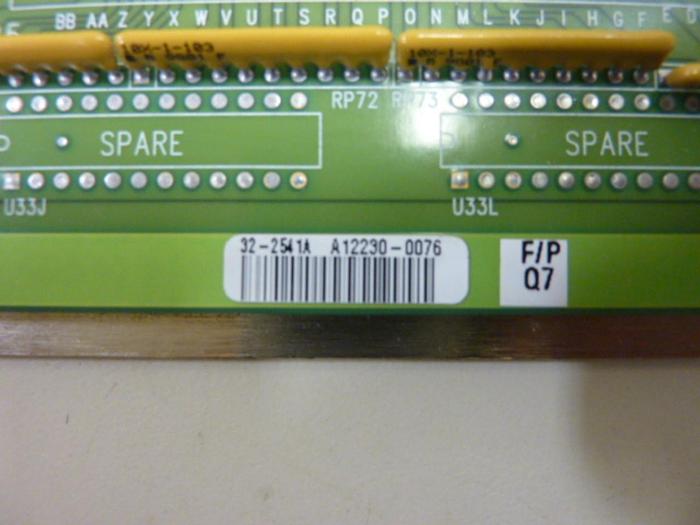 BB AA Z Y X W V U T S R P O N M L K J I H G F E
10X-1-103
10X-1-103
RP72 RP73
SPARE SPARE
U33J U33L
32-2541A A12230-0076
F/P
Q7